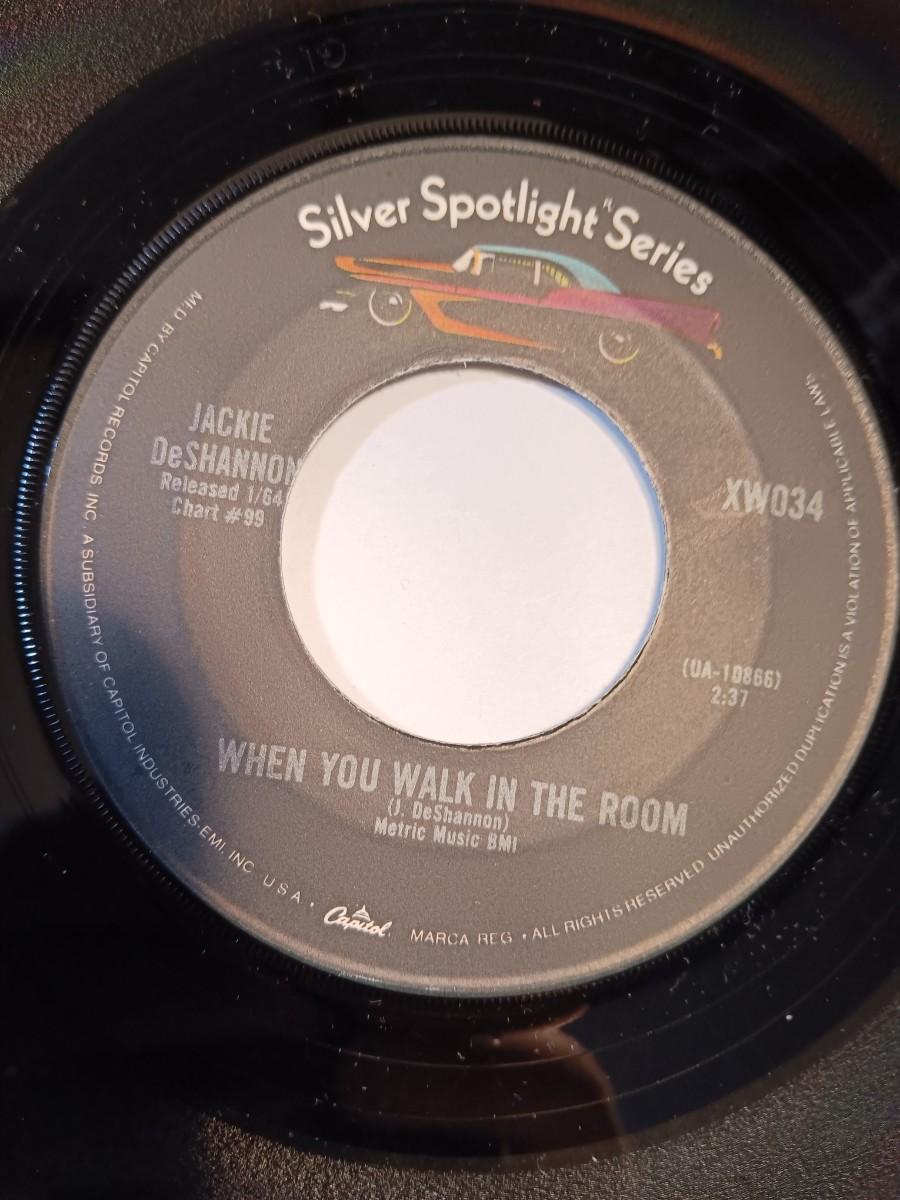 Silver Spotlight" Series
JACKIE
DeSHANNON
Released 1/64
Chart #99
XW034
(UA-10866)
2:37
WHEN YOU WALK IN THE ROOM
(J. DeShannon)
Metric Music BMI
MF'D BY CAPITOL RECORDS, INC. A SUBSIDIARY OF CAPITOL INDUSTRIES-EMI, INC. U.S.A. • Capitol. MARCA REG • ALL RIGHTS RESERVED UNAUTHORIZED DUPLICATION IS A VIOLATION OF APPLICABLE LAWS